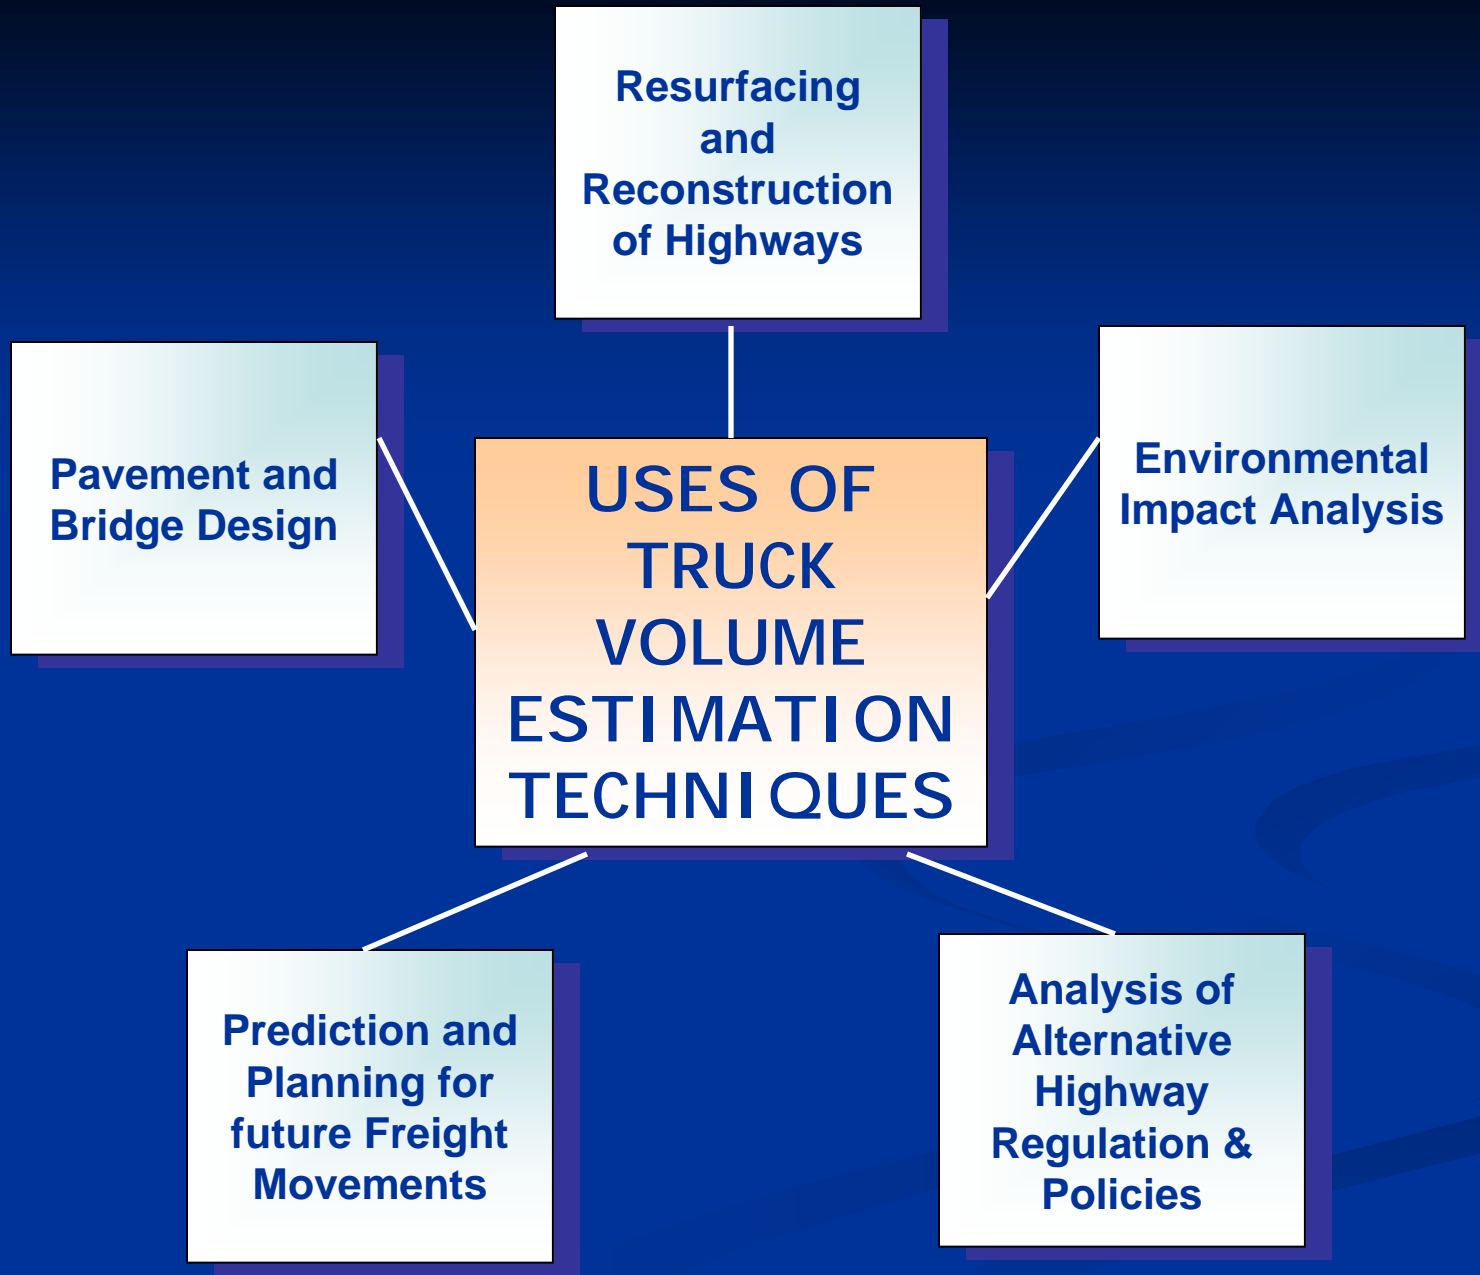 Resurfacing
and
Reconstruction
of Highways
Pavement and
Bridge Design
USES OF
TRUCK
VOLUME
ESTIMATION
TECHNIQUES
Environmental
Impact Analysis
Prediction and
Planning for
future Freight
Movements
Analysis of
Alternative
Highway
Regulation &
Policies